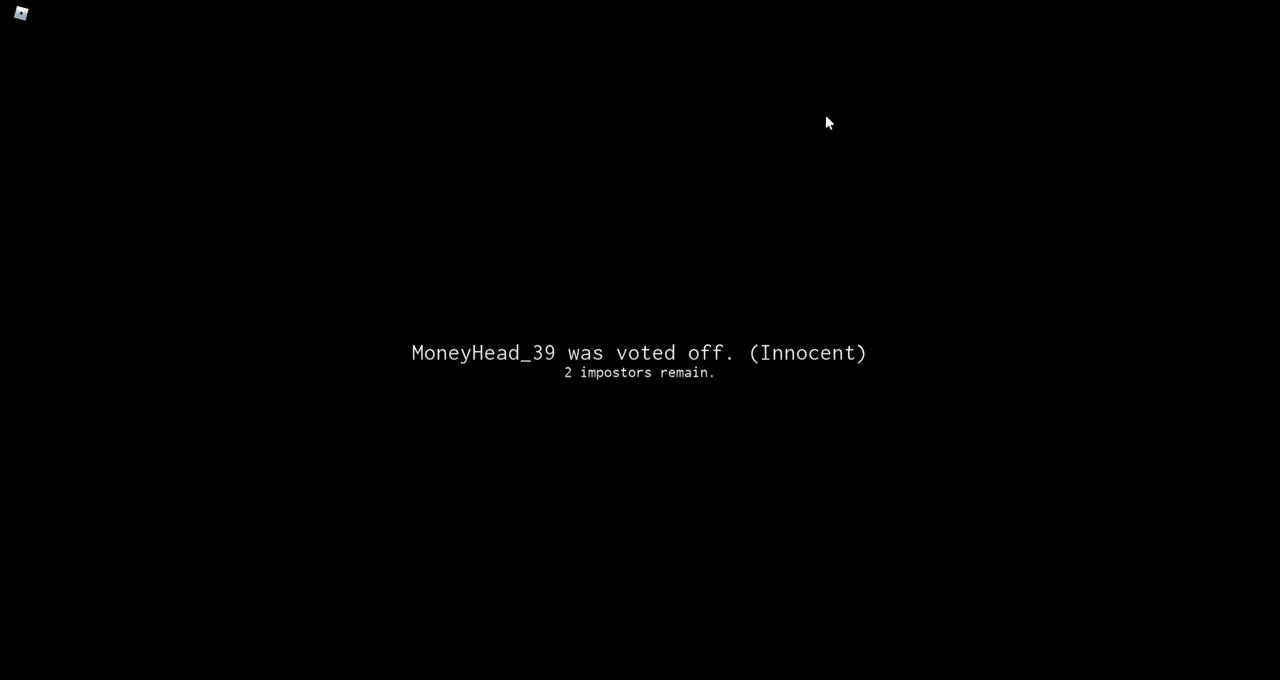 MoneyHead_39 was voted off. (Innocent)
2 impostors remain.